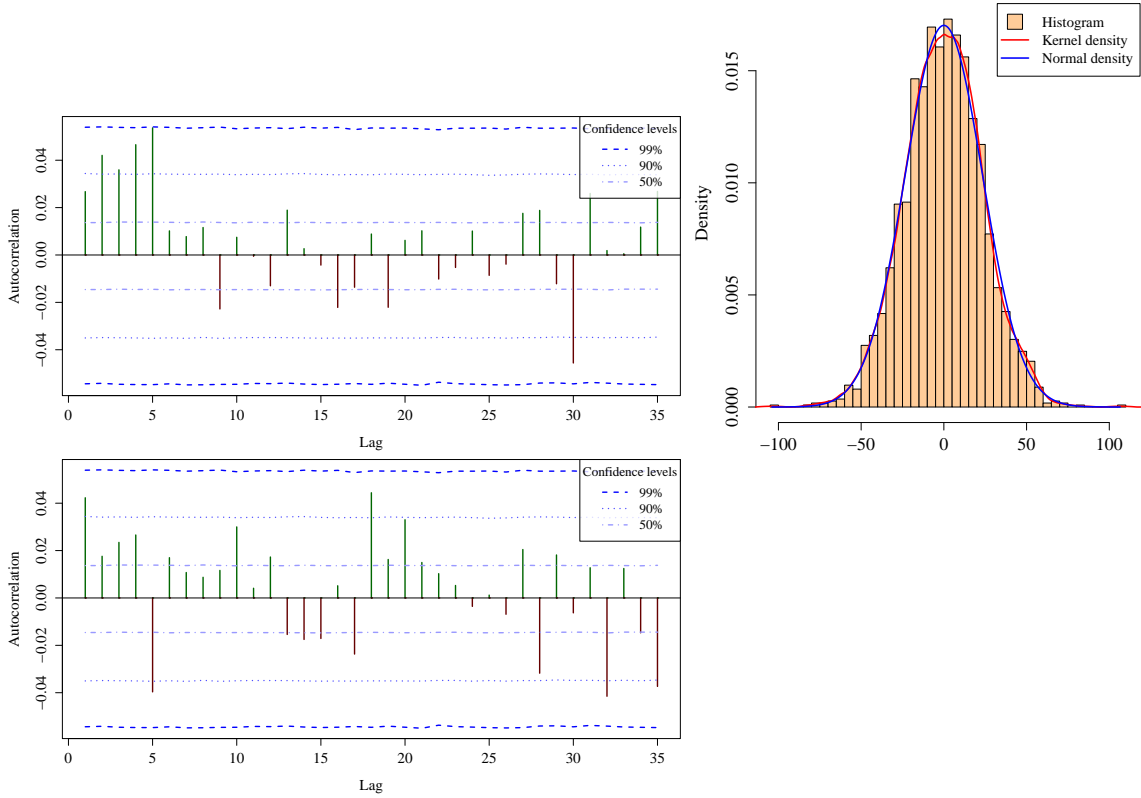 Autocorrelation
0.04
0.02
0.00
−0.02
−0.04
Confidence levels
99%
90%
50%
0 5 10 15 20 25 30 35
Lag
Autocorrelation
0.04
0.02
0.00
−0.02
−0.04
Confidence levels
99%
90%
50%
0 5 10 15 20 25 30 35
Lag
Density
0.015
0.010
0.005
0.000
Histogram
Kernel density
Normal density
−100 −50 0 50 100